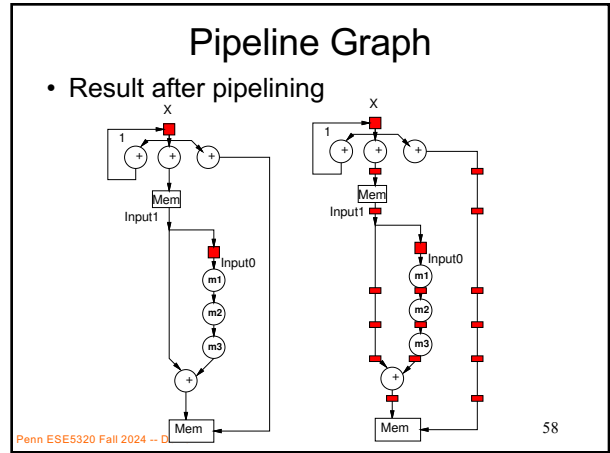 Pipeline Graph
• Result after pipelining
X
1
+
+
+
Mem
Input1
Input0
m1
m2
m3
+
Mem
X
1
+
+
+
Mem
Input1
Input0
m1
m2
m3
+
Mem
Penn ESE5320 Fall 2024 -- D
58